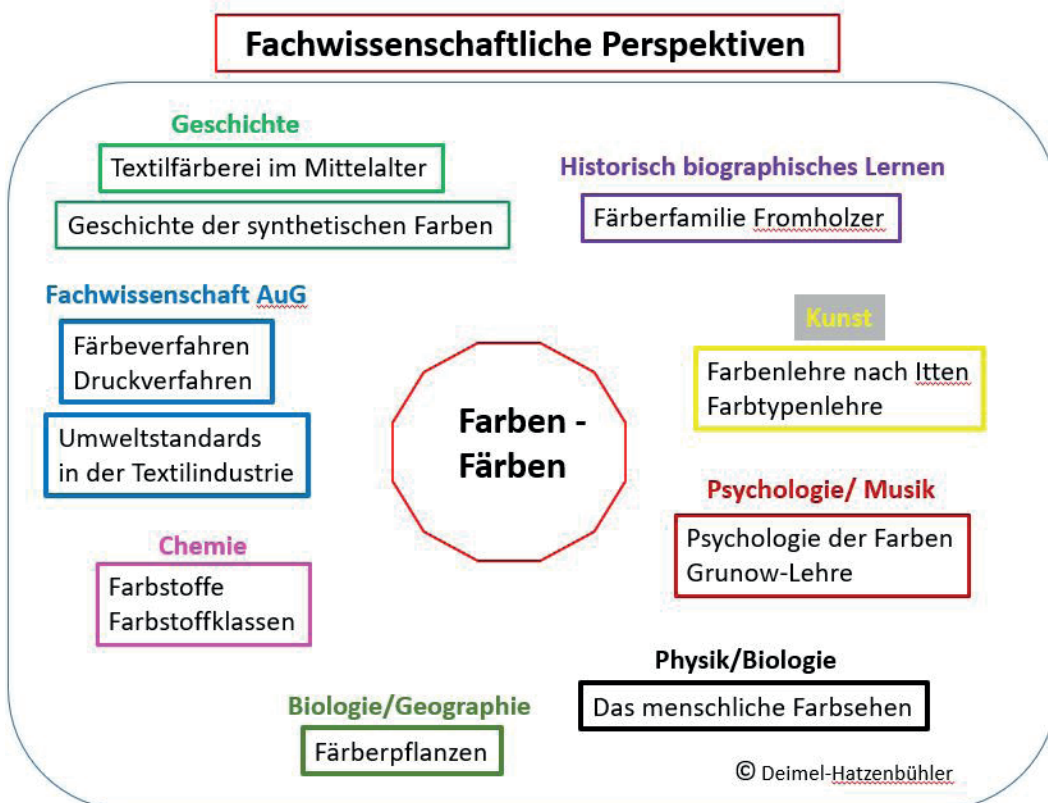 Fachwissenschaftliche Perspektiven
Geschichte
Textilfärberei im Mittelalter
Geschichte der synthetischen Farben
Historisch biographisches Lernen
Färberfamilie Fromholzer
Fachwissenschaft AuG
Färbeverfahren
Druckverfahren
Umweltstandards
in der Textilindustrie
Kunst
Farbenlehre nach Itten
Farbtypenlehre
Farben -
Färben
Psychologie/ Musik
Psychologie der Farben
Grunow-Lehre
Chemie
Farbstoffe
Farbstoffklassen
Physik/Biologie
Das menschliche Farbsehen
Biologie/Geographie
Färberpflanzen
© Deimel-Hatzenbühler